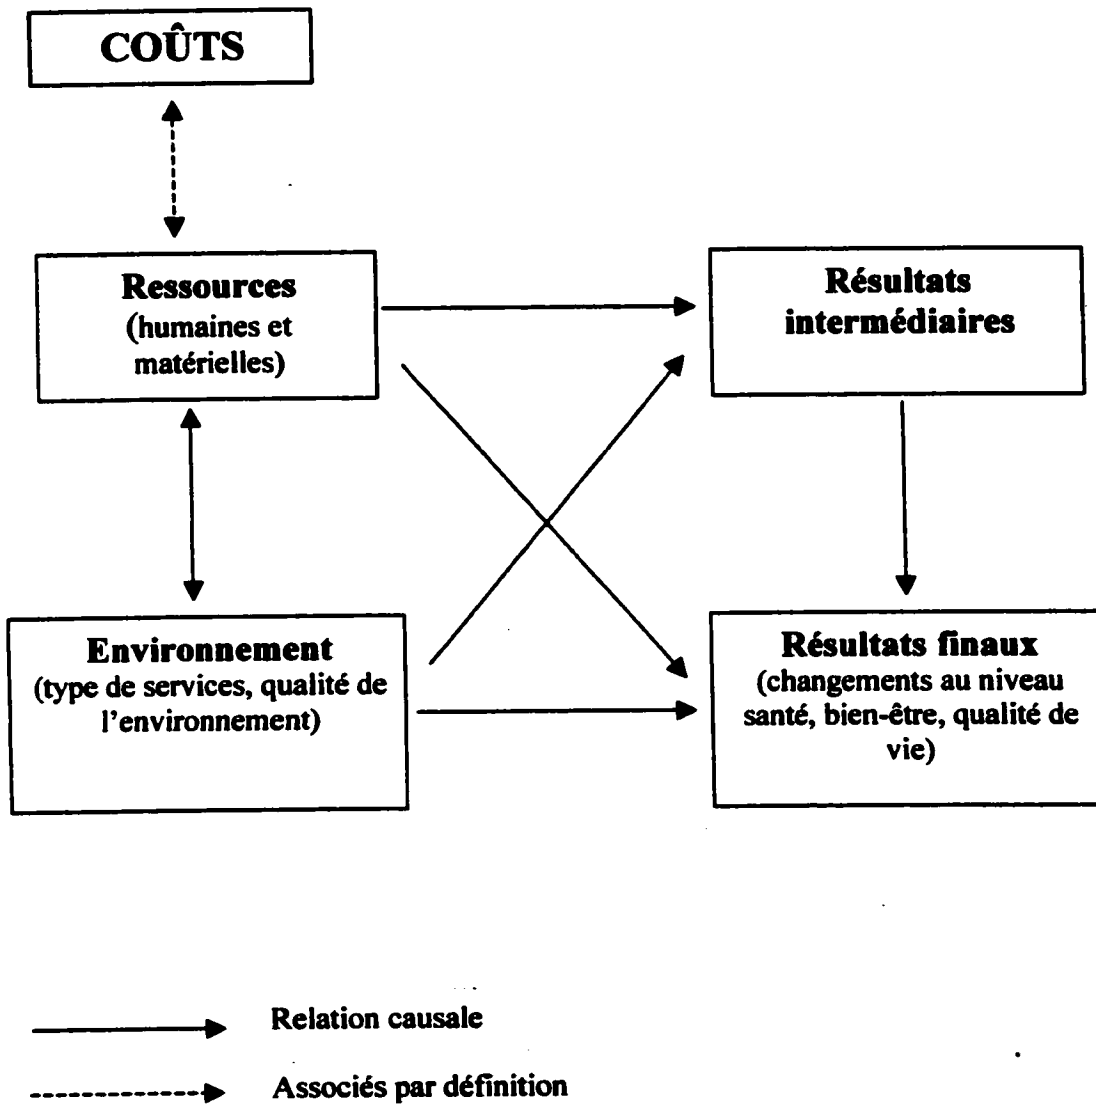 COÛTS
Ressources
(humaines et
matérielles)
Résultats
intermédiaires
Environnement
(type de services, qualité de
l'environnement)
Résultats finaux
(changements au niveau
santé, bien-être, qualité de
vie)
Relation causale
Associés par définition